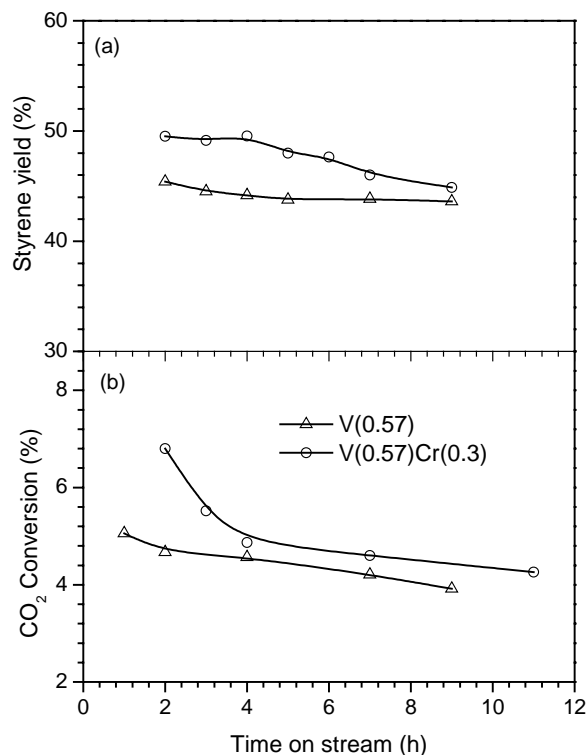 60
(a)
50
40
30
Styrene yield (%)
(b)
8
6
4
2
CO₂ Conversion (%)
V(0.57)
V(0.57)Cr(0.3)
0 2 4 6 8 10 12
Time on stream (h)